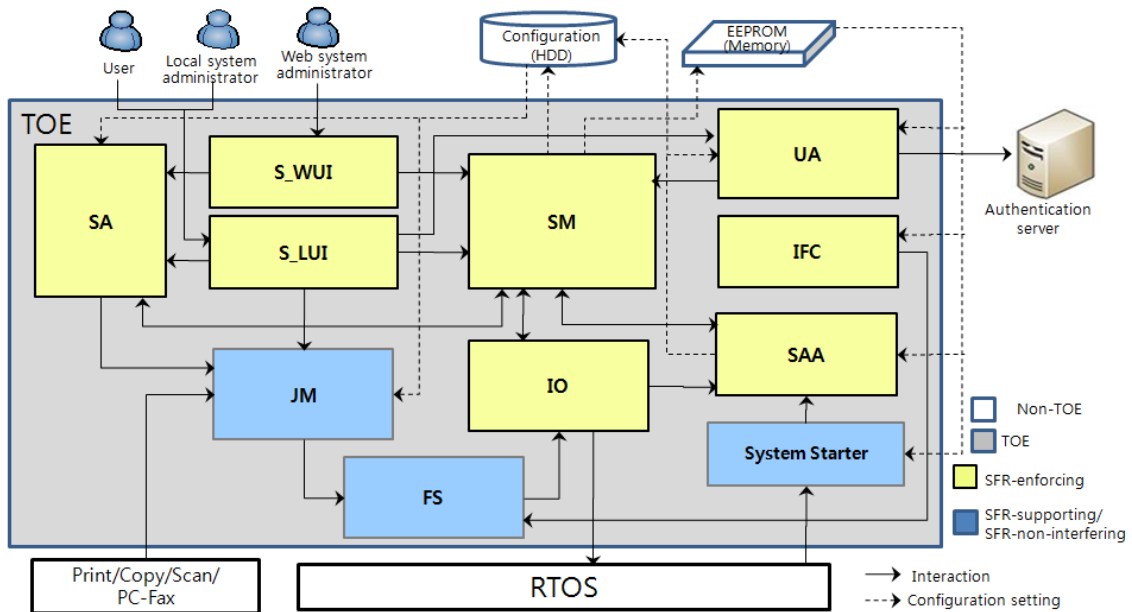 User
Local system
administrator
Web system
administrator
Configuration
(HDD)
EEPROM
(Memory)
TOE
SA
S_WUI
S_LUI
SM
UA
IFC
SAA
JM
IO
FS
System Starter
Authentication
server
Non-TOE
TOE
SFR-enforcing
SFR-supporting/
SFR-non-interfering
Print/Copy/Scan/
PC-Fax
RTOS
Interaction
Configuration setting